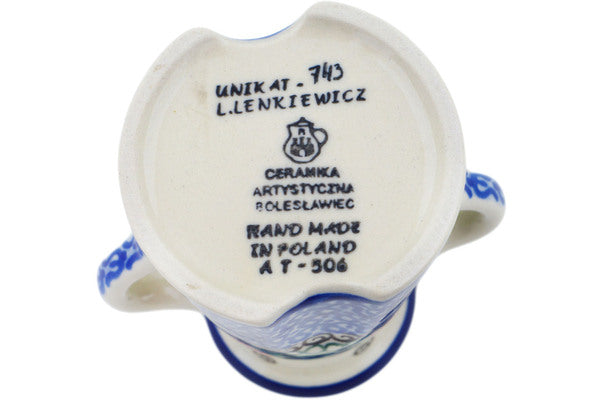 UNIKAT - 743
L.LENKIEWICZ
CERAMIKA
ARTYSTYCZNA
BOLESŁAWIEC
HAND MADE
IN POLAND
A T - 506